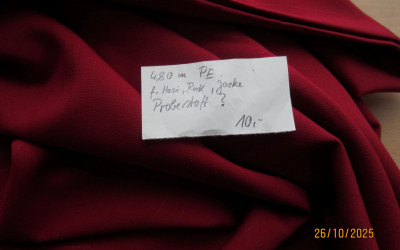 4,80 m PE
f. Hose, Rock, Jacke
Probestoff ?
10,-
26/10/2025